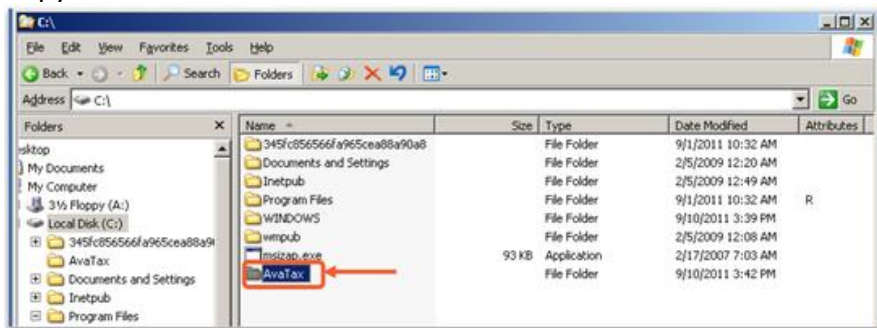 C:\
File Edit View Favorites Tools Help
Back Search Folders
Address C:\ Go
Folders Name Size Type Date Modified Attributes
esktop 345fc856566fa965cea88a90a8 File Folder 9/1/2011 10:32 AM
My Documents Documents and Settings File Folder 2/5/2009 12:20 AM
My Computer Inetpub File Folder 2/5/2009 12:49 AM
3½ Floppy (A:) Program Files File Folder 9/1/2011 10:32 AM R
Local Disk (C:) WINDOWS File Folder 9/10/2011 3:39 PM
345fc856566fa965cea88a9 wmpub File Folder 2/5/2009 12:08 AM
AvaTax msizap.exe 93 KB Application 2/17/2007 7:03 AM
Documents and Settings AvaTax File Folder 9/10/2011 3:42 PM
Inetpub
Program Files